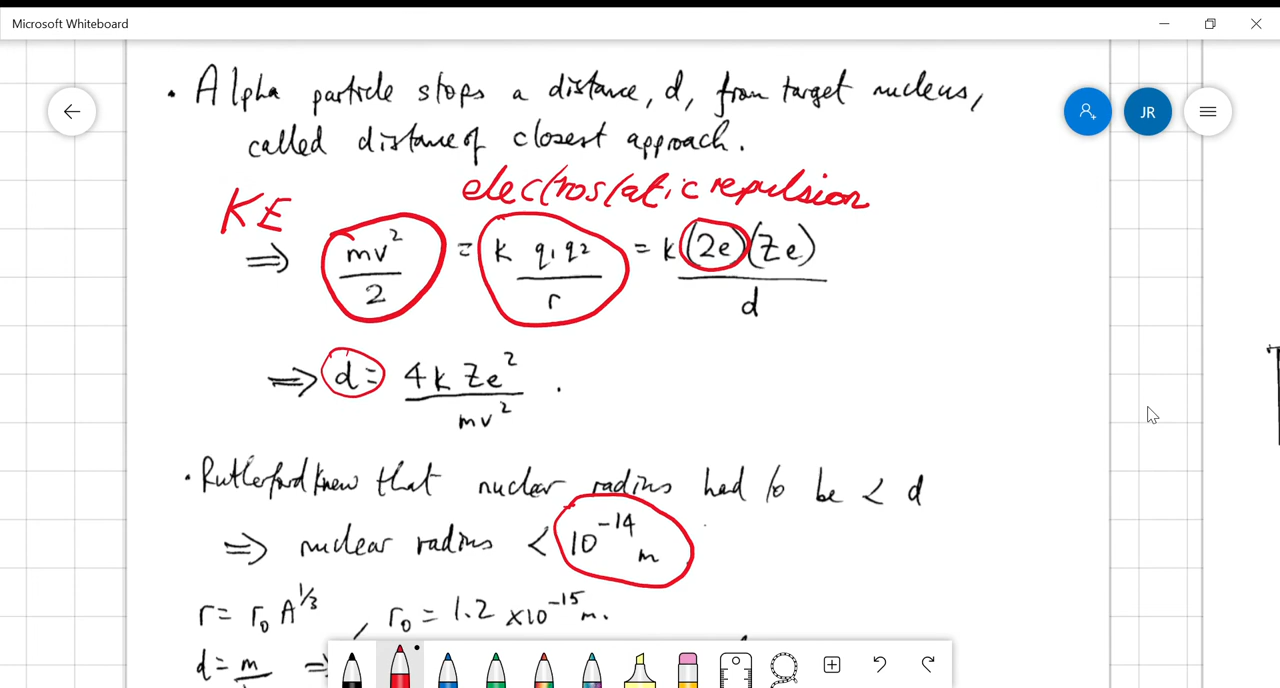 Microsoft Whiteboard
• Alpha particle stops a distance, d, from target nucleus,
called distance of closest approach.
JR
KE electrostatic repulsion
⇒ mv²/2 = k q₁q₂/r = k(2e)(Ze)/d
⇒ d = 4kZe²/mv² .
• Rutherford knew that nuclear radius had to be < d
⇒ nuclear radius < 10⁻¹⁴ m
r = r₀A^(1/3) , r₀ = 1.2 ×10⁻¹⁵ m.
d = m ⇒